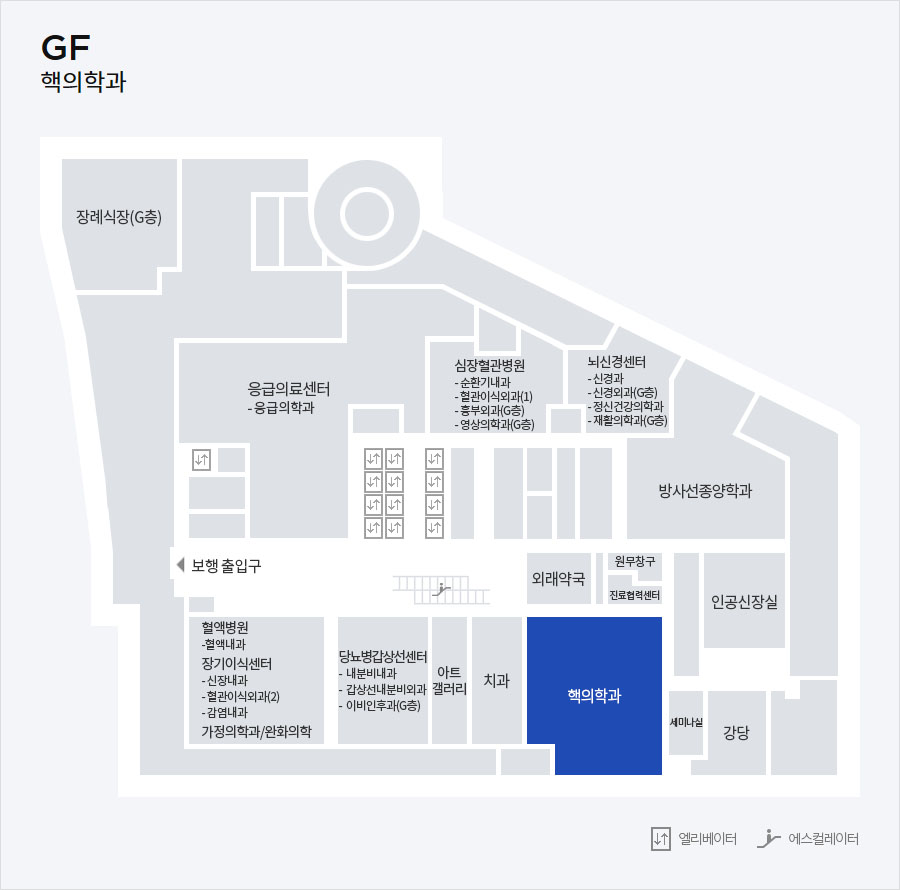 GF
핵의학과
장례식장(G층)
응급의료센터
- 응급의학과
심장혈관병원
- 순환기내과
- 혈관이식외과(1)
- 흉부외과(G층)
- 영상의학과(G층)
뇌신경센터
- 신경과
- 신경외과(G층)
- 정신건강의학과
- 재활의학과(G층)
방사선종양학과
보행 출입구
외래약국
원무창구
진료협력센터
인공신장실
혈액병원
-혈액내과
장기이식센터
- 신장내과
- 혈관이식외과(2)
- 감염내과
가정의학과/완화의학
당뇨병갑상선센터
- 내분비내과
- 갑상선내분비외과
- 이비인후과(G층)
아트
갤러리
치과
핵의학과
세미나실
강당
엘리베이터
에스컬레이터